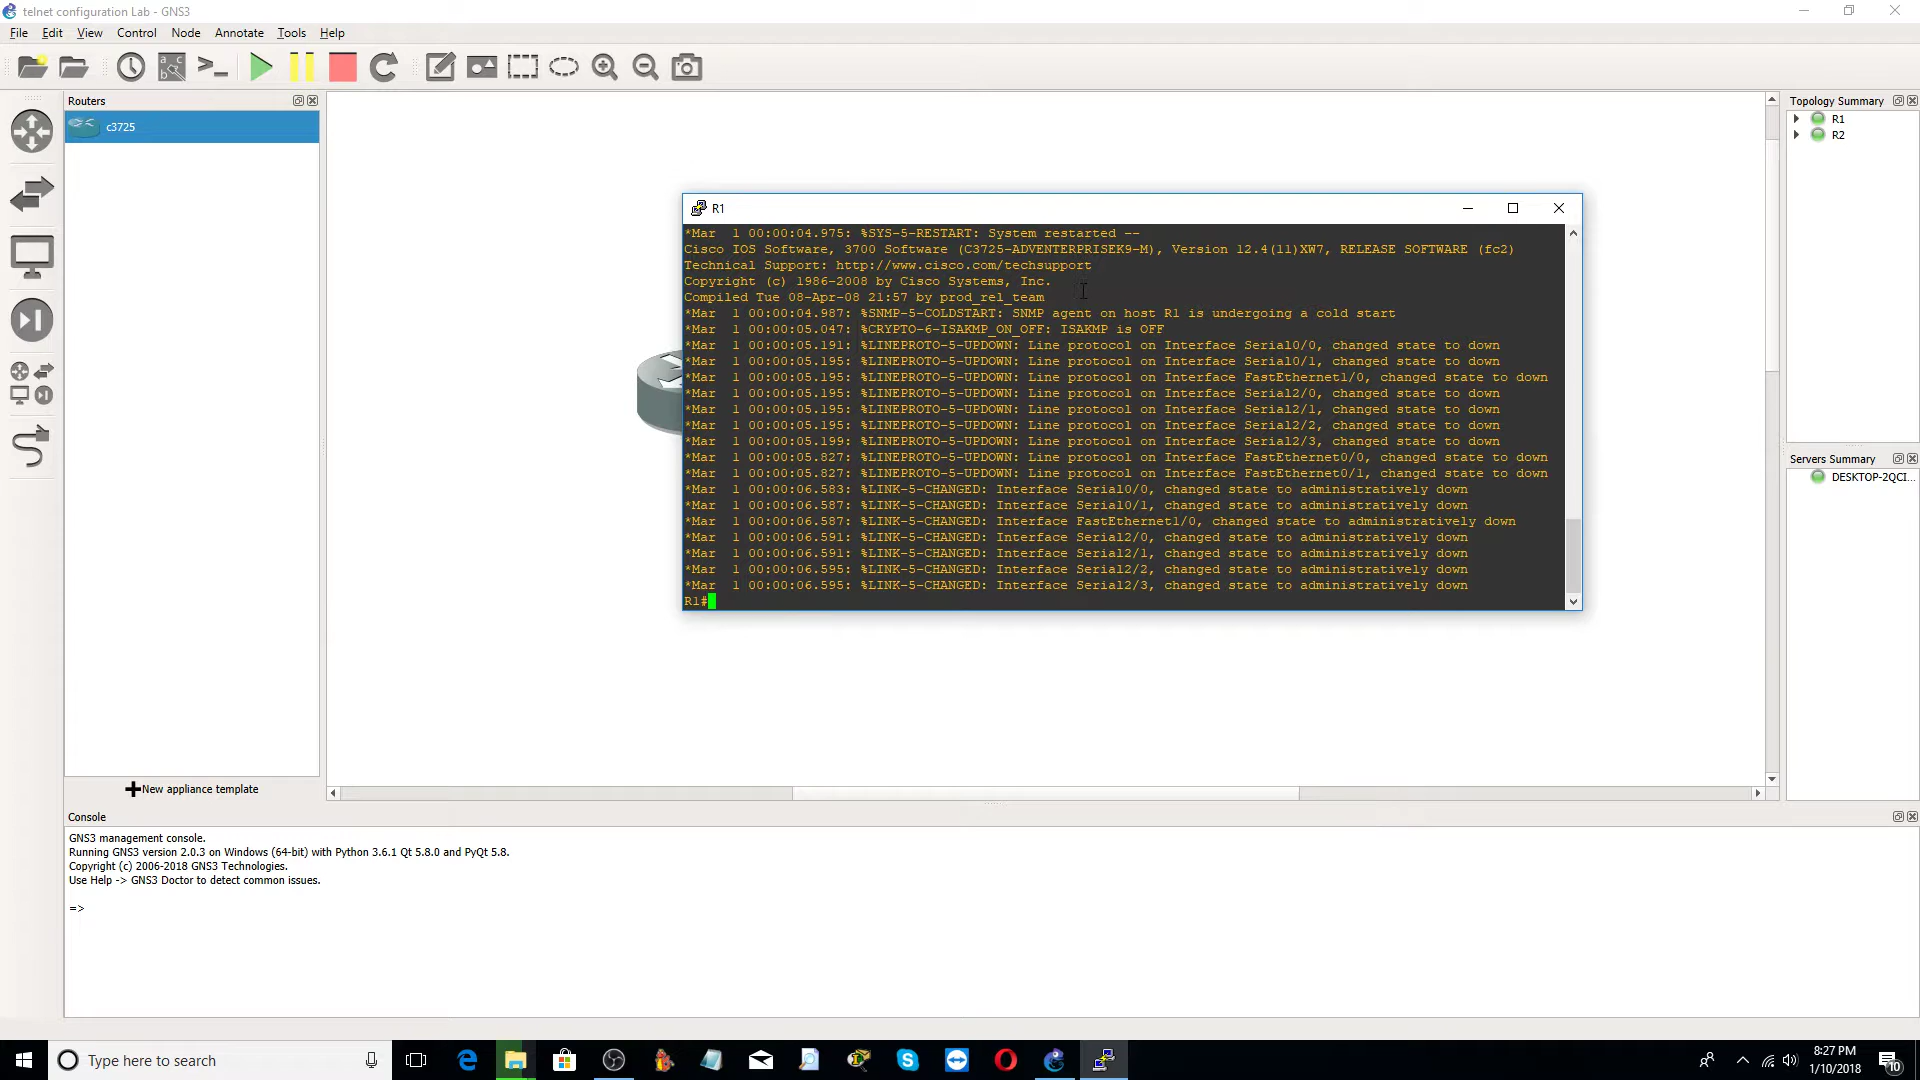 telnet configuration Lab - GNS3
File Edit View Control Node Annotate Tools Help
Routers
c3725
New appliance template
Topology Summary
R1
R2
Servers Summary
DESKTOP-2QCI...
R1
*Mar  1 00:00:04.975: %SYS-5-RESTART: System restarted --
Cisco IOS Software, 3700 Software (C3725-ADVENTERPRISEK9-M), Version 12.4(11)XW7, RELEASE SOFTWARE (fc2)
Technical Support: http://www.cisco.com/techsupport
Copyright (c) 1986-2008 by Cisco Systems, Inc.
Compiled Tue 08-Apr-08 21:57 by prod_rel_team
*Mar  1 00:00:04.987: %SNMP-5-COLDSTART: SNMP agent on host R1 is undergoing a cold start
*Mar  1 00:00:05.047: %CRYPTO-6-ISAKMP_ON_OFF: ISAKMP is OFF
*Mar  1 00:00:05.191: %LINEPROTO-5-UPDOWN: Line protocol on Interface Serial0/0, changed state to down
*Mar  1 00:00:05.195: %LINEPROTO-5-UPDOWN: Line protocol on Interface Serial0/1, changed state to down
*Mar  1 00:00:05.195: %LINEPROTO-5-UPDOWN: Line protocol on Interface FastEthernet1/0, changed state to down
*Mar  1 00:00:05.195: %LINEPROTO-5-UPDOWN: Line protocol on Interface Serial2/0, changed state to down
*Mar  1 00:00:05.195: %LINEPROTO-5-UPDOWN: Line protocol on Interface Serial2/1, changed state to down
*Mar  1 00:00:05.195: %LINEPROTO-5-UPDOWN: Line protocol on Interface Serial2/2, changed state to down
*Mar  1 00:00:05.199: %LINEPROTO-5-UPDOWN: Line protocol on Interface Serial2/3, changed state to down
*Mar  1 00:00:05.827: %LINEPROTO-5-UPDOWN: Line protocol on Interface FastEthernet0/0, changed state to down
*Mar  1 00:00:05.827: %LINEPROTO-5-UPDOWN: Line protocol on Interface FastEthernet0/1, changed state to down
*Mar  1 00:00:06.583: %LINK-5-CHANGED: Interface Serial0/0, changed state to administratively down
*Mar  1 00:00:06.587: %LINK-5-CHANGED: Interface Serial0/1, changed state to administratively down
*Mar  1 00:00:06.587: %LINK-5-CHANGED: Interface FastEthernet1/0, changed state to administratively down
*Mar  1 00:00:06.591: %LINK-5-CHANGED: Interface Serial2/0, changed state to administratively down
*Mar  1 00:00:06.591: %LINK-5-CHANGED: Interface Serial2/1, changed state to administratively down
*Mar  1 00:00:06.595: %LINK-5-CHANGED: Interface Serial2/2, changed state to administratively down
*Mar  1 00:00:06.595: %LINK-5-CHANGED: Interface Serial2/3, changed state to administratively down
R1#
Console
GNS3 management console.
Running GNS3 version 2.0.3 on Windows (64-bit) with Python 3.6.1 Qt 5.8.0 and PyQt 5.8.
Copyright (c) 2006-2018 GNS3 Technologies.
Use Help -> GNS3 Doctor to detect common issues.
=>
Type here to search
8:27 PM
1/10/2018
10